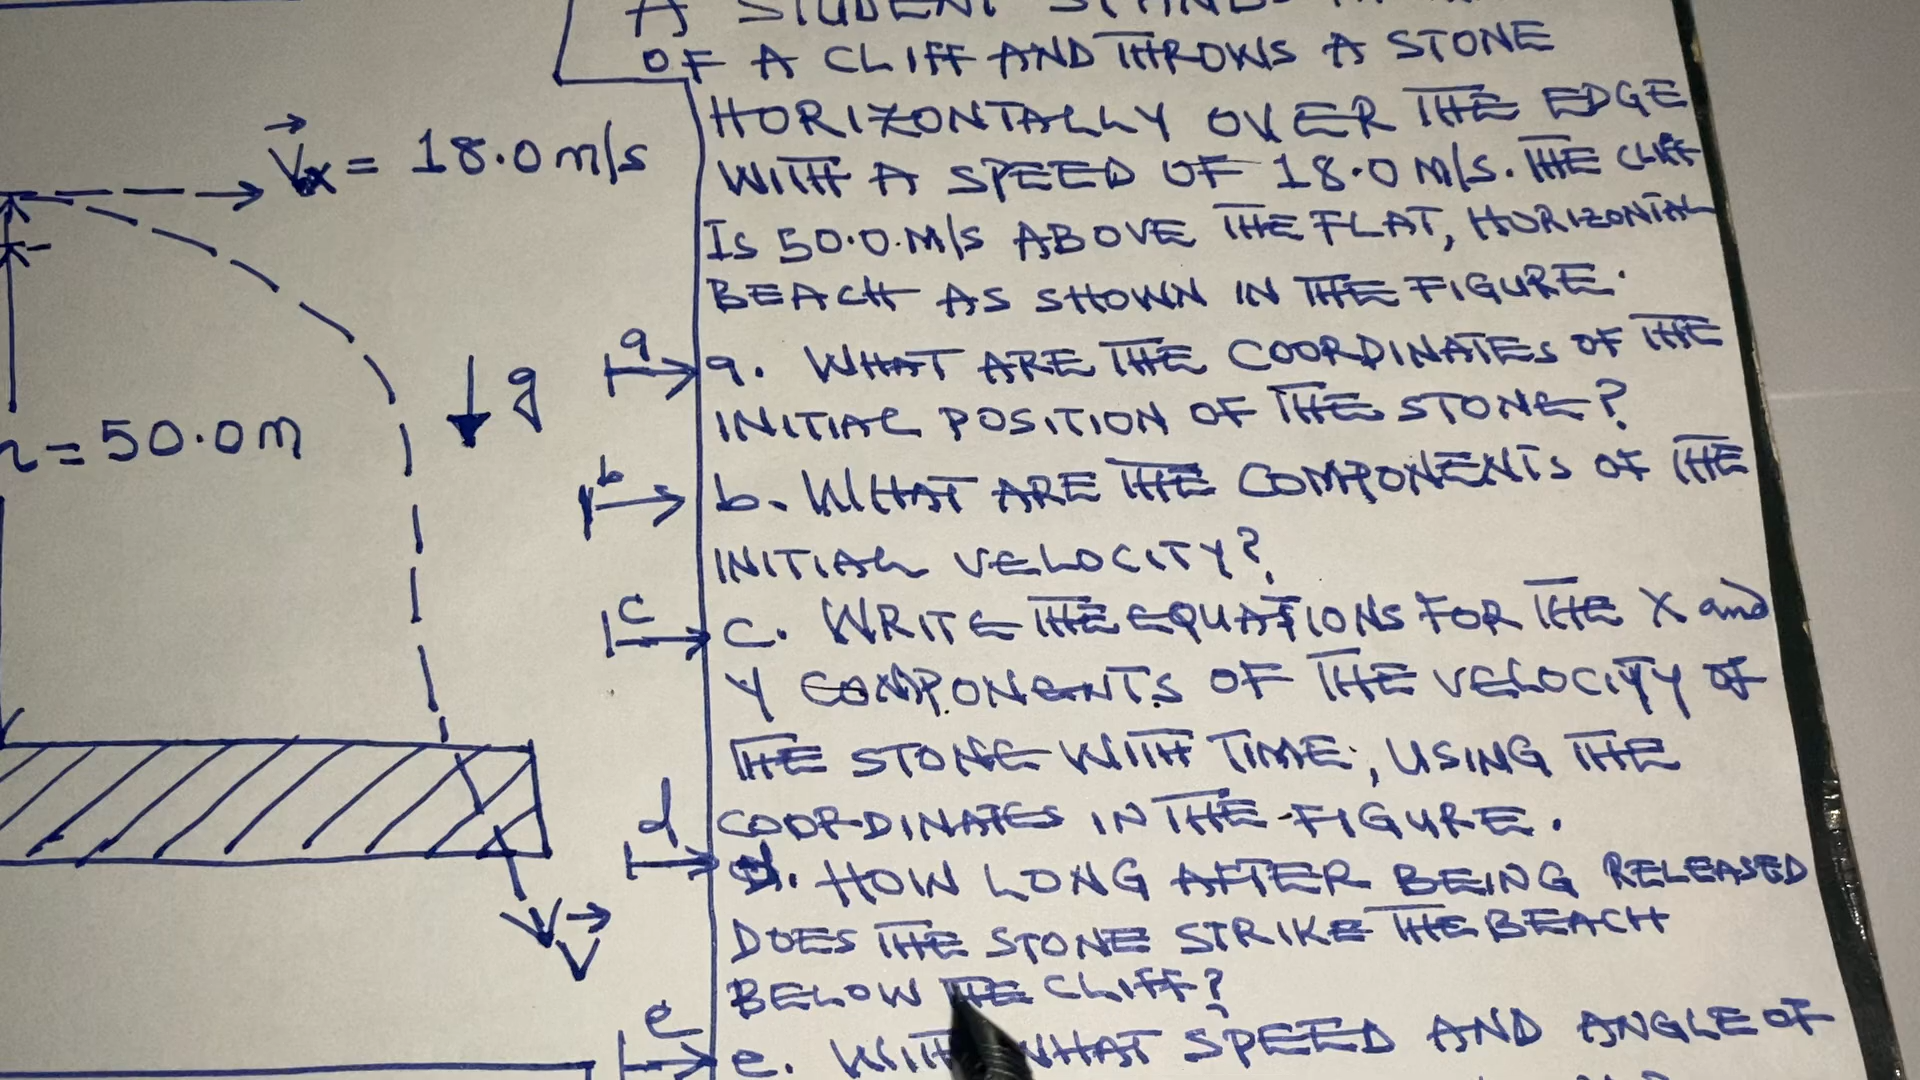 A STUDENT STANDS
OF A CLIFF AND THROWS A STONE
HORIZONTALLY OVER THE EDGE
WITH A SPEED OF 18.0 M/S. THE CLIFF
IS 50.0.M/S ABOVE THE FLAT, HORIZONTAL
BEACH AS SHOWN IN THE FIGURE.
a. WHAT ARE THE COORDINATES OF THE
INITIAL POSITION OF THE STONE?
b. WHAT ARE THE COMPONENTS OF THE
INITIAL VELOCITY?
c. WRITE THE EQUATIONS FOR THE X and
Y COMPONENTS OF THE VELOCITY OF
THE STONE WITH TIME, USING THE
COORDINATES IN THE FIGURE.
d. HOW LONG AFTER BEING RELEASED
DOES THE STONE STRIKE THE BEACH
BELOW THE CLIFF?
e. WITH WHAT SPEED AND ANGLE OF
Vx = 18.0 m/s
g
= 50.0m
V
a
b
c
d
e